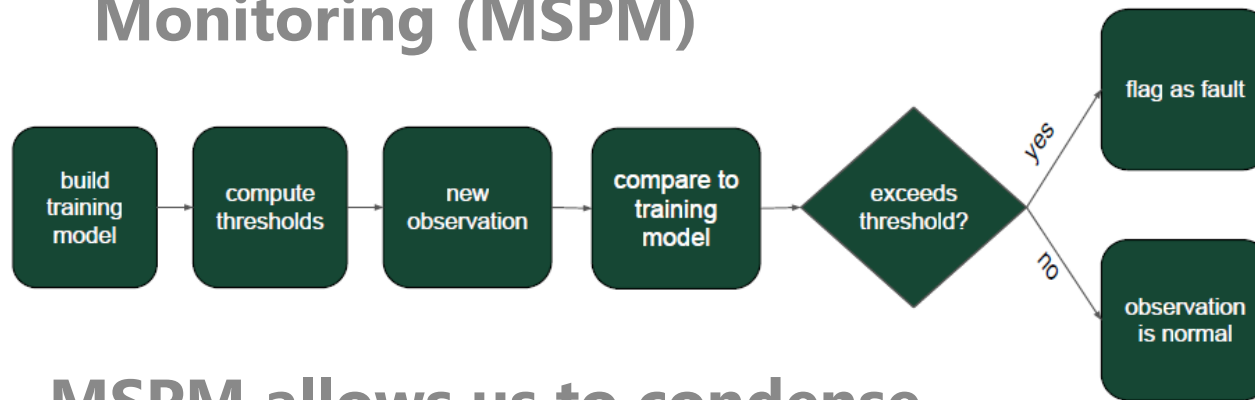 Monitoring (MSPM)
build
training
model
compute
thresholds
new
observation
compare to
training
model
exceeds
threshold?
yes
no
flag as fault
observation
is normal
MSPM allows us to condense